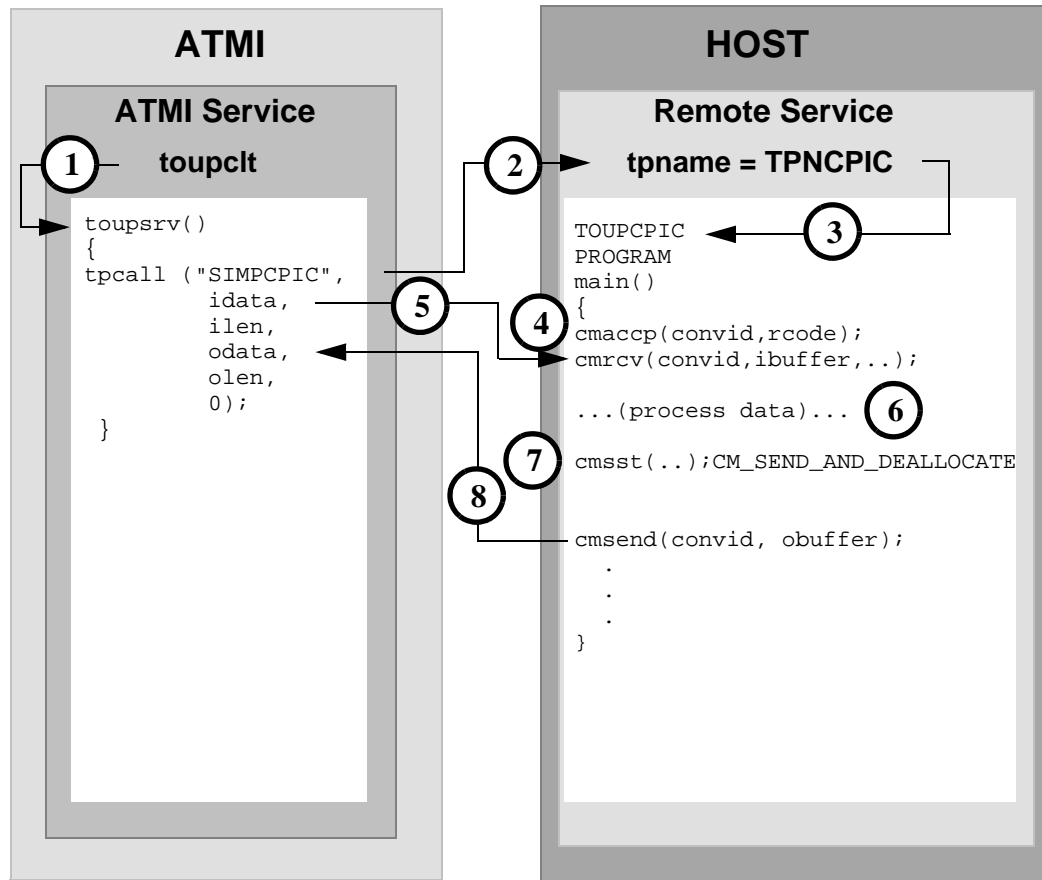 ATMI
ATMI Service
1
toupclt
toupsrv()
{
tpcall ("SIMPCPIC",
idata,
ilen,
odata,
olen,
0);
}
5
8
2
HOST
Remote Service
tpname = TPNCPIC
3
TOUPCPIC
PROGRAM
main()
{
4
cmaccp(convid,rcode);
cmrcv(convid,ibuffer,..);
...(process data)...
6
7
cmsst(..);CM_SEND_AND_DEALLOCATE
cmsend(convid, obuffer);
.
.
.
}